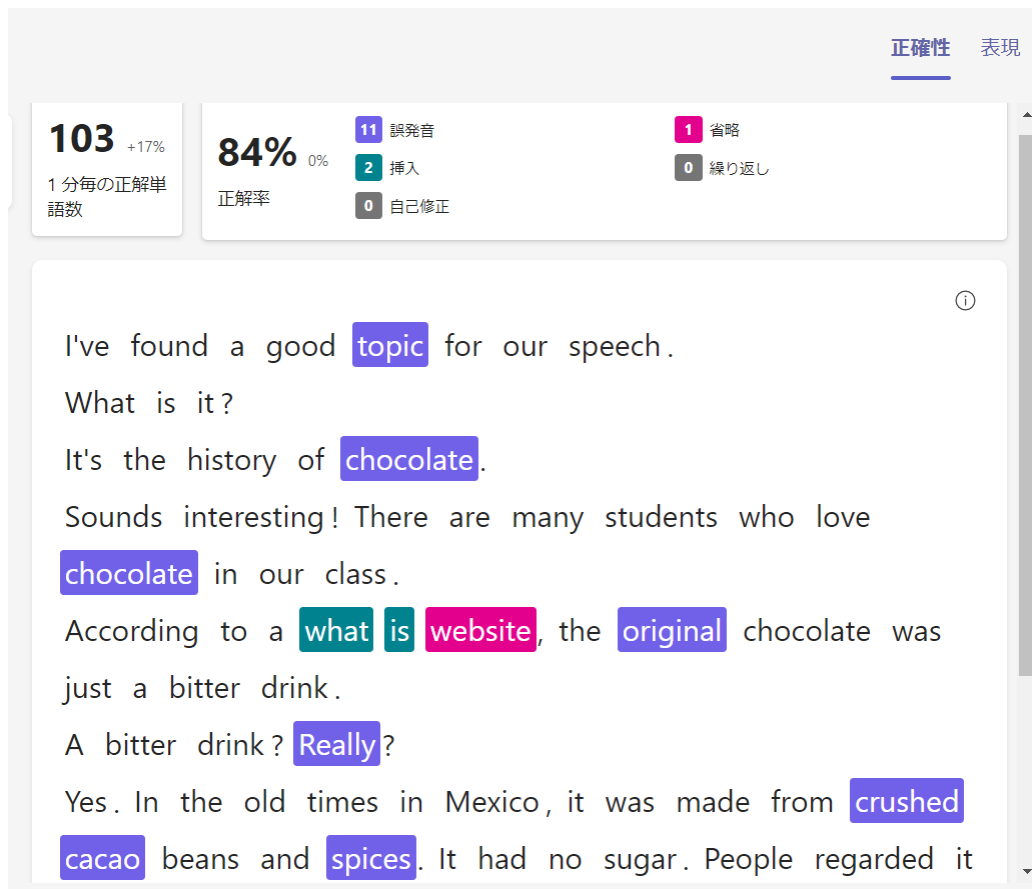 正確性 表現
103 +17%
1 分毎の正解単
語数
84% 0%
正解率
11 誤発音
2 挿入
0 自己修正
1 省略
0 繰り返し
I've found a good topic for our speech.
What is it?
It's the history of chocolate.
Sounds interesting! There are many students who love
chocolate in our class.
According to a what is website, the original chocolate was
just a bitter drink.
A bitter drink? Really?
Yes. In the old times in Mexico, it was made from crushed
cacao beans and spices. It had no sugar. People regarded it